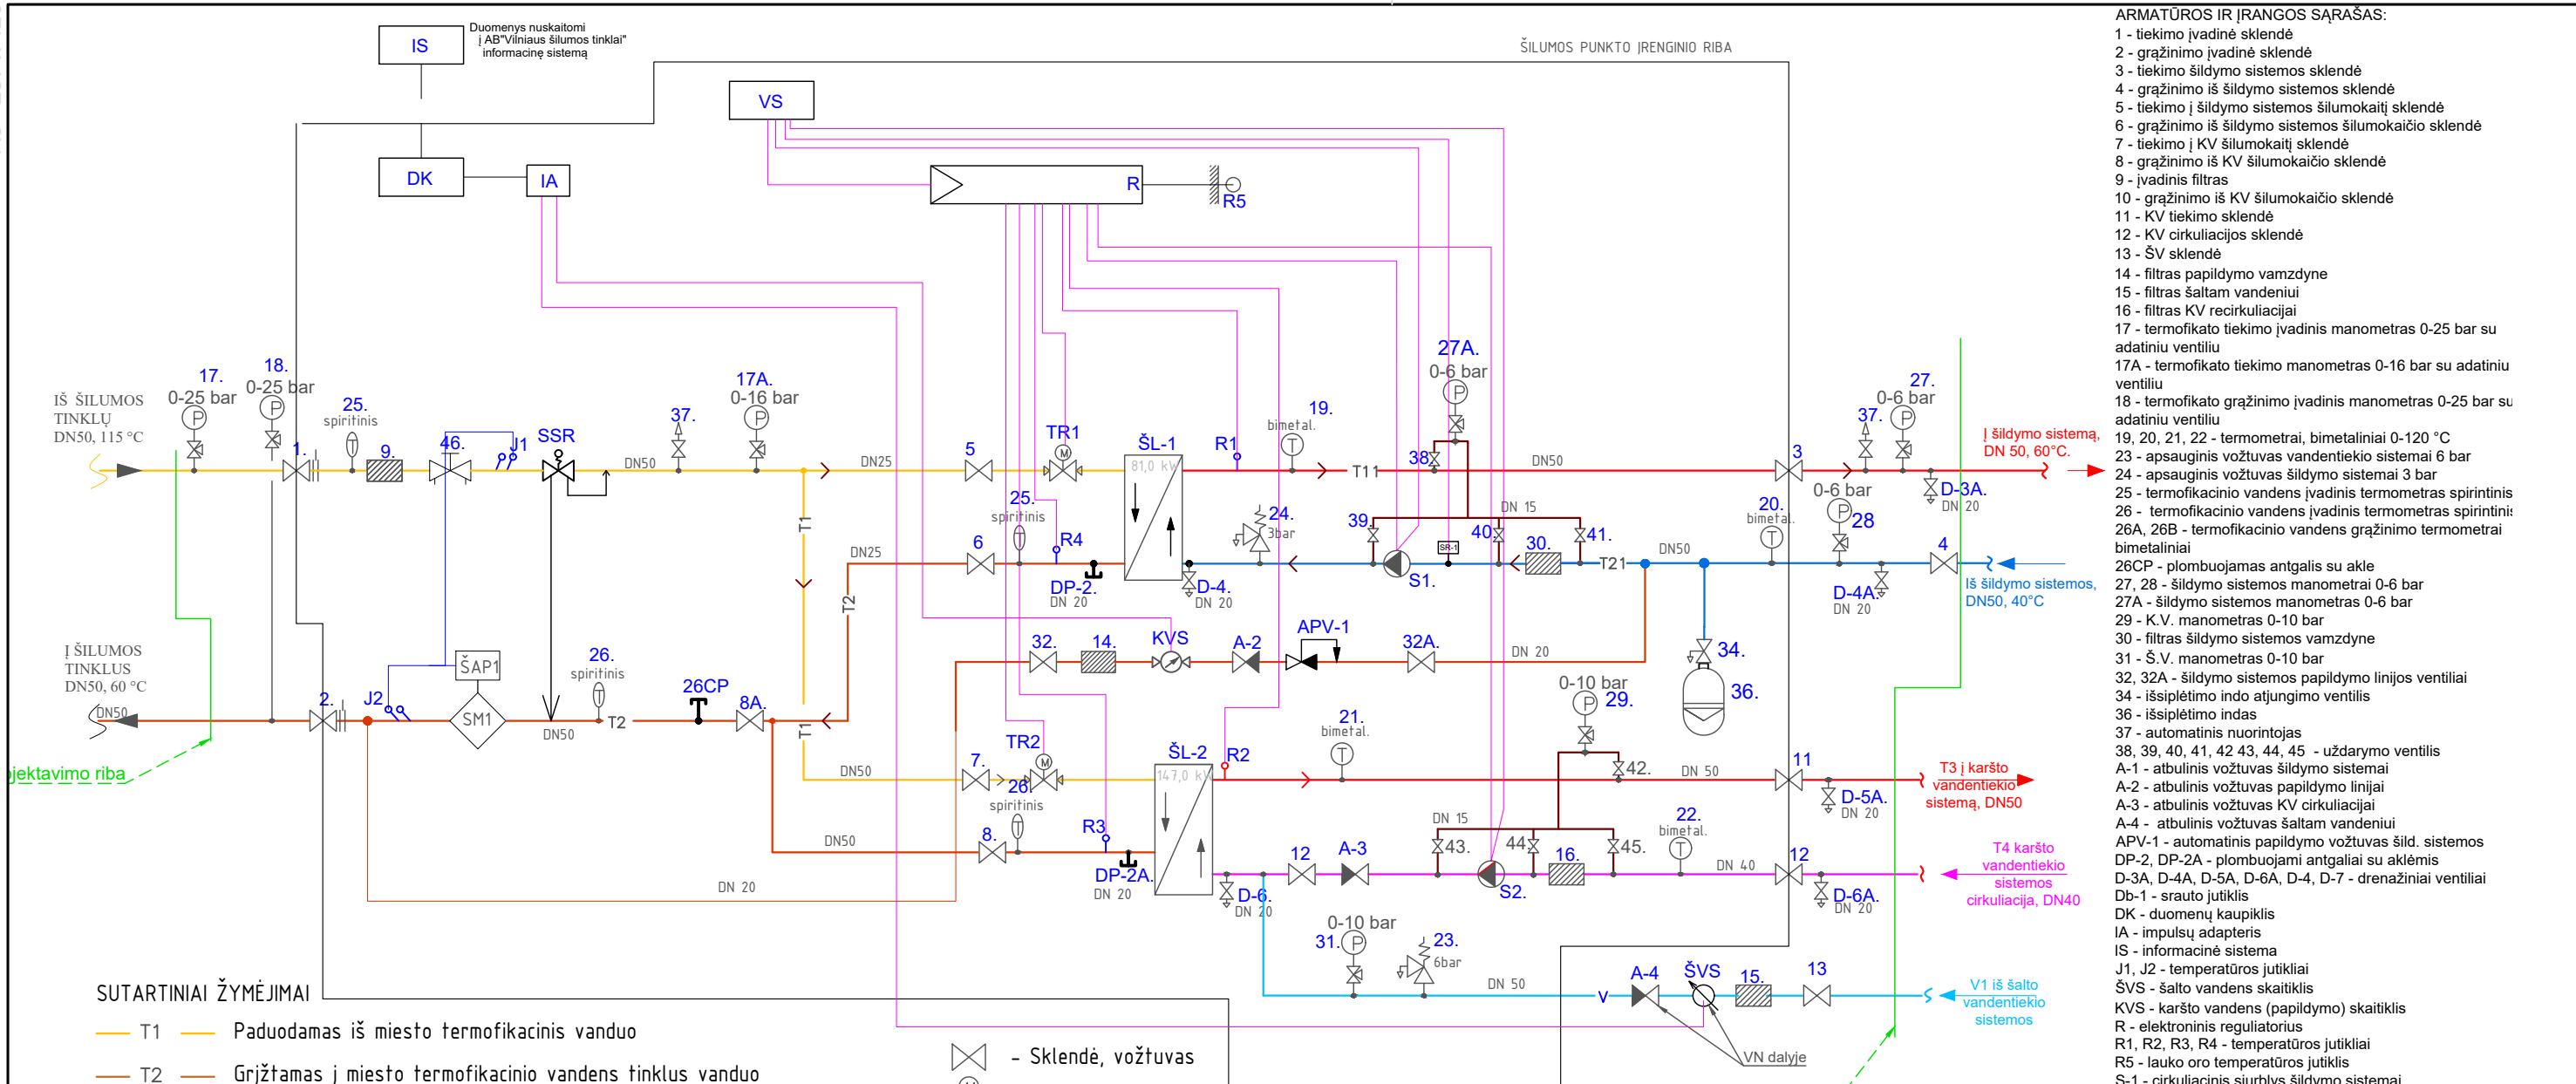 IS
Duomenys nuskaitomi
į AB"Vilniaus šilumos tinklai"
informacinę sistemą
ŠILUMOS PUNKTO ĮRENGINIO RIBA
VS
DK
IA
R
R5
IŠ ŠILUMOS
TINKLŲ
DN50, 115 °C
17.
0-25 bar
P
18.
0-25 bar
P
1.
25.
spiritinis
T
9.
46.
J1
SSR
DN50
37.
17A.
0-16 bar
P
DN25
5
TR1
M
ŠL-1
81,0 kW
R1
19.
bimetal.
T
T11
38.
27A.
0-6 bar
P
DN50
3
37.
27.
0-6 bar
P
Į šildymo sistemą,
DN 50, 60°C.
D-3A.
DN 20
T1
T2
DN25
6
25.
spiritinis
T
R4
DP-2.
DN 20
D-4.
DN 20
24.
3bar
39.
S1.
SR-1
40.
DN 15
30.
41.
T21
DN50
20.
bimetal.
T
0-6 bar
P
28
D-4A.
DN 20
4
Iš šildymo sistemos,
DN50, 40°C
32.
14.
KVS
A-2
APV-1
32A.
DN 20
34.
36.
Į ŠILUMOS
TINKLUS
DN50, 60 °C
DN50
2.
J2
ŠAP1
SM1
DN50
26.
spiritinis
T
T2
26CP
8A.
T1
DN50
7.
TR2
M
ŠL-2
147,0 kW
R2
21.
bimetal.
T
0-10 bar
P
29.
42.
DN 50
11
D-5A.
DN 20
T3 į karšto
vandentiekio
sistemą, DN50
DN50
8.
26.
spiritinis
T
R3
DP-2A.
DN 20
D-6.
DN 20
12
A-3
DN 15
43.
S2.
44
16.
45.
22.
bimetal.
T
DN 40
12
D-6A.
DN 20
T4 karšto
vandentiekio
sistemos
cirkuliacija, DN40
DN 20
0-10 bar
31.
P
23.
6bar
DN 50
V
A-4
ŠVS
15.
13
V1 iš šalto
vandentiekio
sistemos
VN dalyje
ojektavimo riba
SUTARTINIAI ŽYMĖJIMAI
T1 Paduodamas iš miesto termofikacinis vanduo
T2 Grįžtamas į miesto termofikacinio vandens tinklus vanduo
- Sklendė, vožtuvas
ARMATŪROS IR ĮRANGOS SĄRAŠAS:
1 - tiekimo įvadinė sklendė
2 - grąžinimo įvadinė sklendė
3 - tiekimo šildymo sistemos sklendė
4 - grąžinimo iš šildymo sistemos sklendė
5 - tiekimo į šildymo sistemos šilumokaitį sklendė
6 - grąžinimo iš šildymo sistemos šilumokaičio sklendė
7 - tiekimo į KV šilumokaitį sklendė
8 - grąžinimo iš KV šilumokaičio sklendė
9 - įvadinis filtras
10 - grąžinimo iš KV šilumokaičio sklendė
11 - KV tiekimo sklendė
12 - KV cirkuliacijos sklendė
13 - ŠV sklendė
14 - filtras papildymo vamzdyne
15 - filtras šaltam vandeniui
16 - filtras KV recirkuliacijai
17 - termofikato tiekimo įvadinis manometras 0-25 bar su
adatiniu ventiliu
17A - termofikato tiekimo manometras 0-16 bar su adatiniu
ventiliu
18 - termofikato grąžinimo įvadinis manometras 0-25 bar su
adatiniu ventiliu
19, 20, 21, 22 - termometrai, bimetaliniai 0-120 °C
23 - apsauginis vožtuvas vandentiekio sistemai 6 bar
24 - apsauginis vožtuvas šildymo sistemai 3 bar
25 - termofikacinio vandens įvadinis termometras spirintinis
26 - termofikacinio vandens įvadinis termometras spirintinis
26A, 26B - termofikacinio vandens grąžinimo termometrai
bimetaliniai
26CP - plombuojamas antgalis su akle
27, 28 - šildymo sistemos manometrai 0-6 bar
27A - šildymo sistemos manometras 0-6 bar
29 - K.V. manometras 0-10 bar
30 - filtras šildymo sistemos vamzdyne
31 - Š.V. manometras 0-10 bar
32, 32A - šildymo sistemos papildymo linijos ventiliai
34 - išsiplėtimo indo atjungimo ventilis
36 - išsiplėtimo indas
37 - automatinis nuorintojas
38, 39, 40, 41, 42 43, 44, 45 - uždarymo ventilis
A-1 - atbulinis vožtuvas šildymo sistemai
A-2 - atbulinis vožtuvas papildymo linijai
A-3 - atbulinis vožtuvas KV cirkuliacijai
A-4 - atbulinis vožtuvas šaltam vandeniui
APV-1 - automatinis papildymo vožtuvas šild. sistemos
DP-2, DP-2A - plombuojami antgaliai su aklėmis
D-3A, D-4A, D-5A, D-6A, D-4, D-7 - drenažiniai ventiliai
Db-1 - srauto jutiklis
DK - duomenų kaupiklis
IA - impulsų adapteris
IS - informacinė sistema
J1, J2 - temperatūros jutikliai
ŠVS - šalto vandens skaitiklis
KVS - karšto vandens (papildymo) skaitiklis
R - elektroninis reguliatorius
R1, R2, R3, R4 - temperatūros jutikliai
R5 - lauko oro temperatūros jutiklis
S-1 - cirkuliacinis siurblys šildymo sistemai